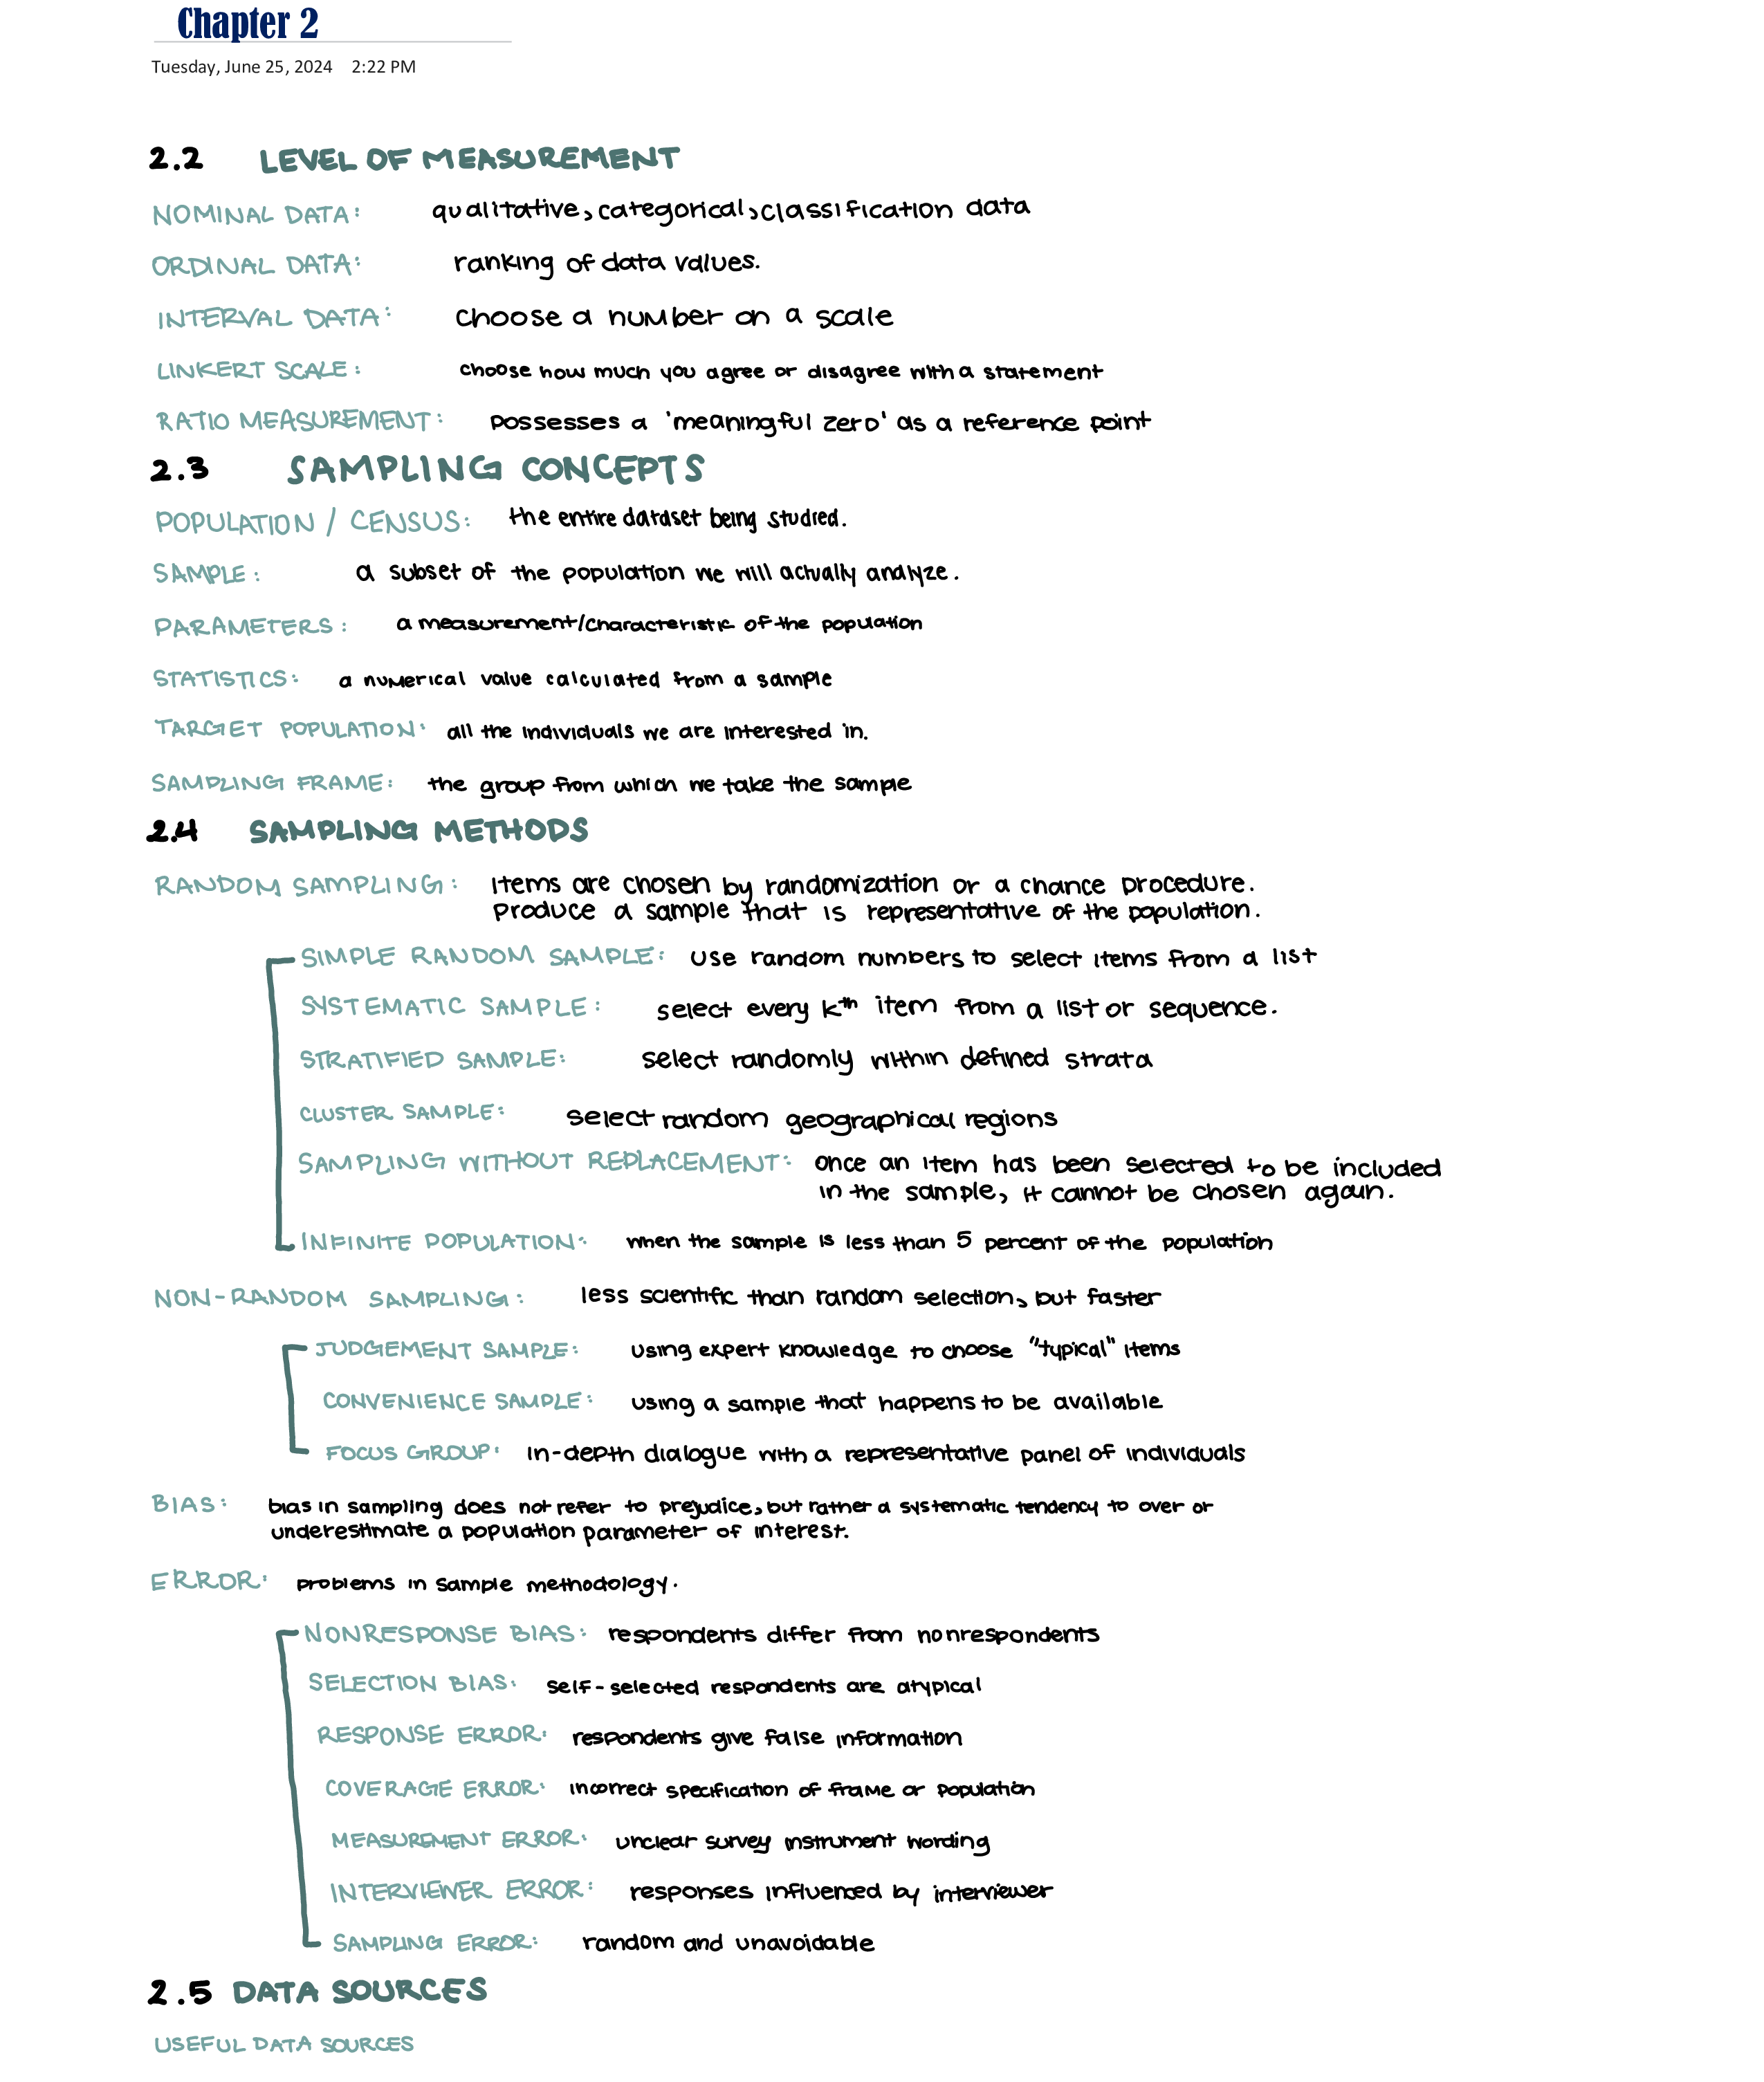 Chapter 2
Tuesday, June 25, 2024 2:22 PM
2.2 LEVEL OF MEASUREMENT
NOMINAL DATA: qualitative, categorical, classification data
ORDINAL DATA: ranking of data values.
INTERVAL DATA: choose a number on a scale
LINKERT SCALE: choose how much you agree or disagree with a statement
RATIO MEASUREMENT: possesses a 'meaningful zero' as a reference point
2.3 SAMPLING CONCEPTS
POPULATION / CENSUS: the entire dataset being studied.
SAMPLE: a subset of the population we will actually analyze.
PARAMETERS: a measurement/characteristic of the population
STATISTICS: a numerical value calculated from a sample
TARGET POPULATION: all the individuals we are interested in.
SAMPLING FRAME: the group from which we take the sample
2.4 SAMPLING METHODS
RANDOM SAMPLING: items are chosen by randomization or a chance procedure.
produce a sample that is representative of the population.
SIMPLE RANDOM SAMPLE: use random numbers to select items from a list
SYSTEMATIC SAMPLE: select every kth item from a list or sequence.
STRATIFIED SAMPLE: select randomly within defined strata
CLUSTER SAMPLE: select random geographical regions
SAMPLING WITHOUT REPLACEMENT: once an item has been selected to be included
in the sample, it cannot be chosen again.
INFINITE POPULATION: when the sample is less than 5 percent of the population
NON-RANDOM SAMPLING: less scientific than random selection, but faster
JUDGEMENT SAMPLE: using expert knowledge to choose "typical" items
CONVENIENCE SAMPLE: using a sample that happens to be available
FOCUS GROUP: in-depth dialogue with a representative panel of individuals
BIAS: bias in sampling does not refer to prejudice, but rather a systematic tendency to over or
underestimate a population parameter of interest.
ERROR: problems in sample methodology.
NONRESPONSE BIAS: respondents differ from nonrespondents
SELECTION BIAS: self-selected respondents are atypical
RESPONSE ERROR: respondents give false information
COVERAGE ERROR: incorrect specification of frame or population
MEASUREMENT ERROR: unclear survey instrument wording
INTERVIEWER ERROR: responses influenced by interviewer
SAMPLING ERROR: random and unavoidable
2.5 DATA SOURCES
USEFUL DATA SOURCES